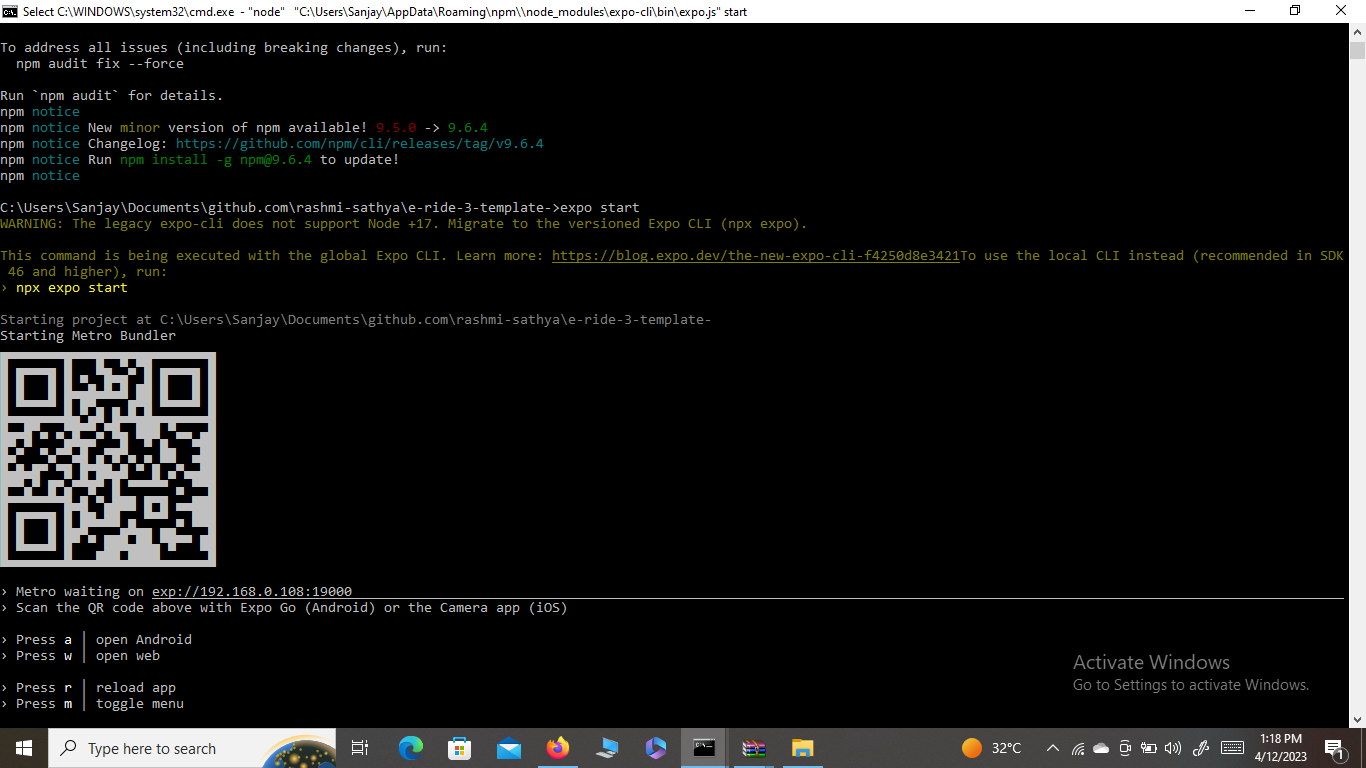 Select C:\WINDOWS\system32\cmd.exe - "node" "C:\Users\Sanjay\AppData\Roaming\npm\\node_modules\expo-cli\bin\expo.js" start
To address all issues (including breaking changes), run:
npm audit fix --force
Run `npm audit` for details.
npm notice
npm notice New minor version of npm available! 9.5.0 -> 9.6.4
npm notice Changelog: https://github.com/npm/cli/releases/tag/v9.6.4
npm notice Run npm install -g npm@9.6.4 to update!
npm notice
C:\Users\Sanjay\Documents\github.com\rashmi-sathya\e-ride-3-template->expo start
WARNING: The legacy expo-cli does not support Node +17. Migrate to the versioned Expo CLI (npx expo).
This command is being executed with the global Expo CLI. Learn more: https://blog.expo.dev/the-new-expo-cli-f4250d8e3421To use the local CLI instead (recommended in SDK
46 and higher), run:
› npx expo start
Starting project at C:\Users\Sanjay\Documents\github.com\rashmi-sathya\e-ride-3-template-
Starting Metro Bundler
› Metro waiting on exp://192.168.0.108:19000
› Scan the QR code above with Expo Go (Android) or the Camera app (iOS)
› Press a │ open Android
› Press w │ open web
› Press r │ reload app
› Press m │ toggle menu
Activate Windows
Go to Settings to activate Windows.
Type here to search
32°C
1:18 PM
4/12/2023
1